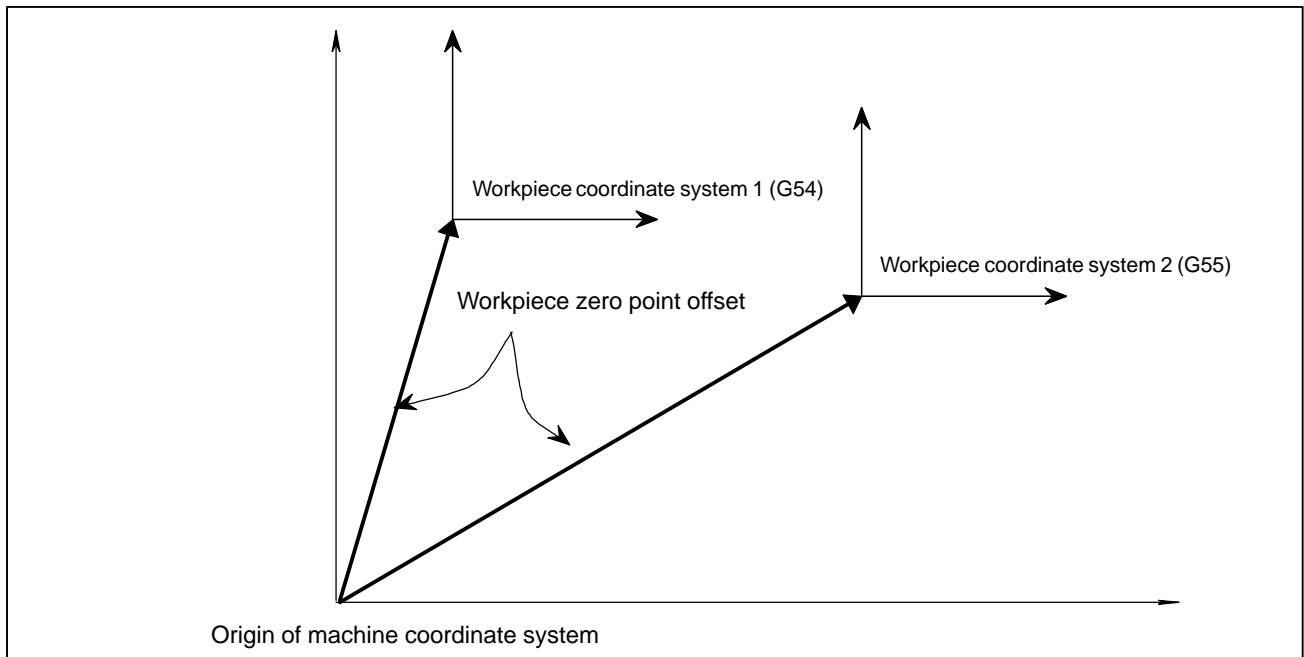 Workpiece coordinate system 1 (G54)
Workpiece coordinate system 2 (G55)
Workpiece zero point offset
Origin of machine coordinate system